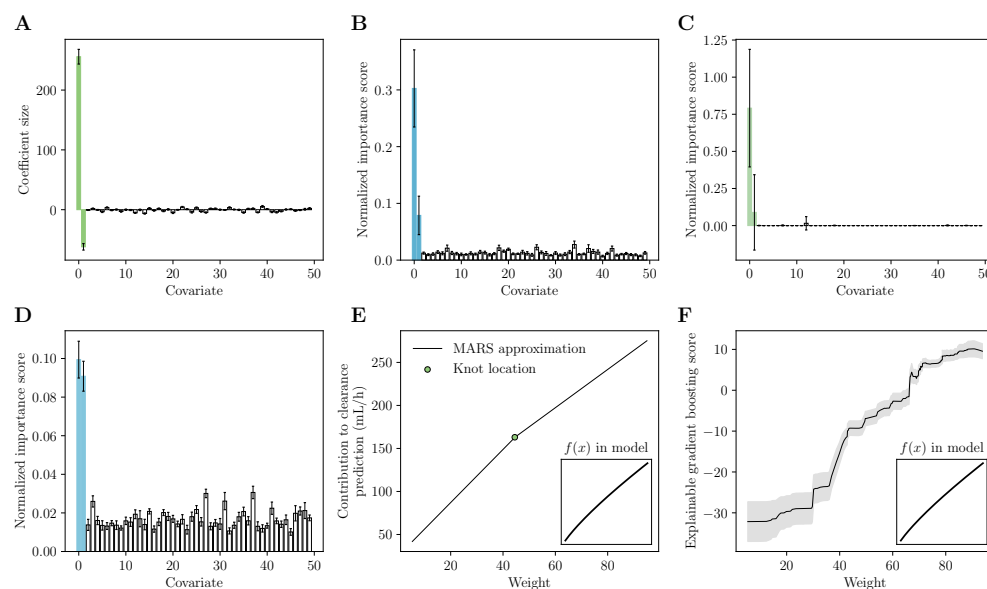 A
Coefficient size
200
100
0
0 10 20 30 40 50
Covariate
B
Normalized importance score
0.3
0.2
0.1
0.0
0 10 20 30 40 50
Covariate
C
Normalized importance score
1.25
1.00
0.75
0.50
0.25
0.00
0 10 20 30 40 50
Covariate
D
Normalized importance score
0.10
0.08
0.06
0.04
0.02
0.00
0 10 20 30 40 50
Covariate
E
Contribution to clearance
prediction (mL/h)
250
200
150
100
50
MARS approximation
Knot location
f(x) in model
20 40 60 80
Weight
F
Explainable gradient boosting score
10
0
−10
−20
−30
f(x) in model
20 40 60 80
Weight